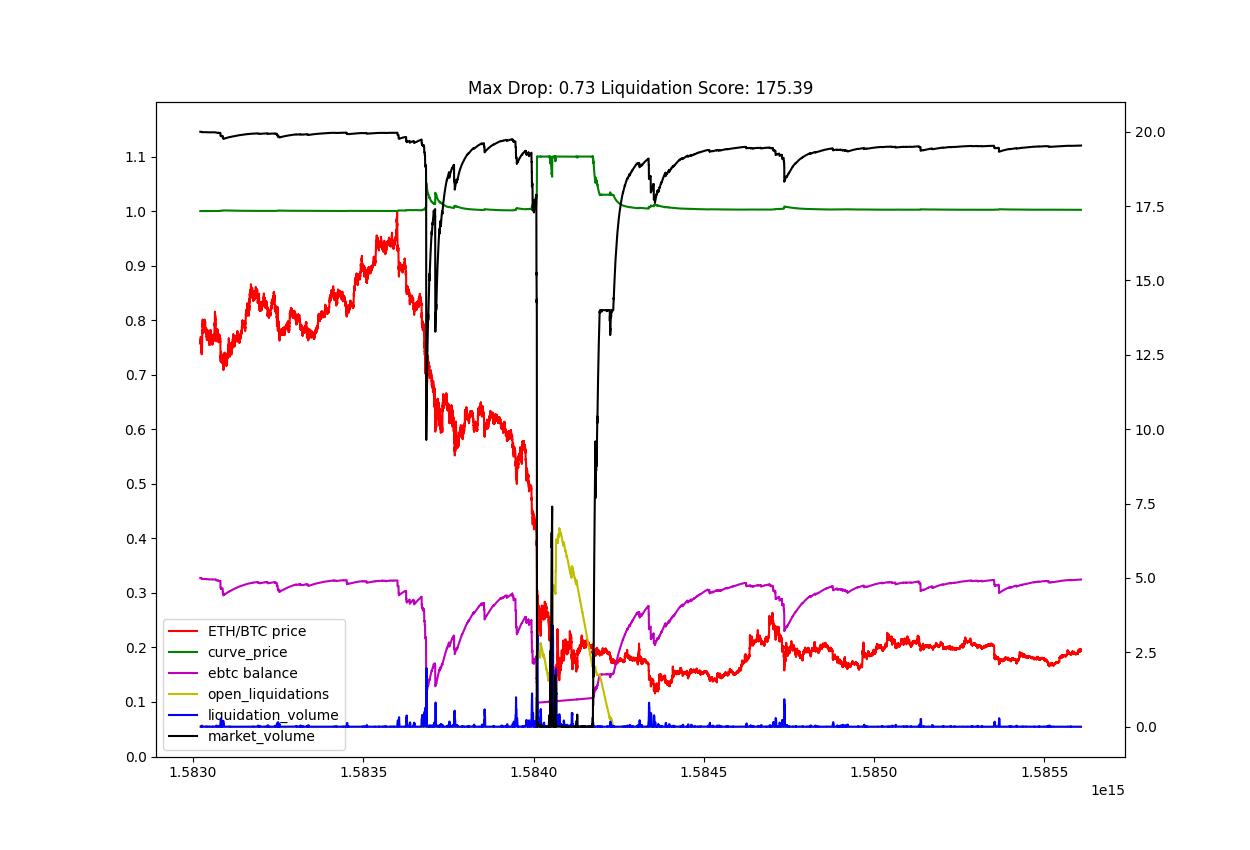 Max Drop: 0.73 Liquidation Score: 175.39
1.1
1.0
0.9
0.8
0.7
0.6
0.5
0.4
0.3
0.2
0.1
0.0
20.0
17.5
15.0
12.5
10.0
7.5
5.0
2.5
0.0
ETH/BTC price
curve_price
ebtc balance
open_liquidations
liquidation_volume
market_volume
1.5830 1.5835 1.5840 1.5845 1.5850 1.5855
1e15